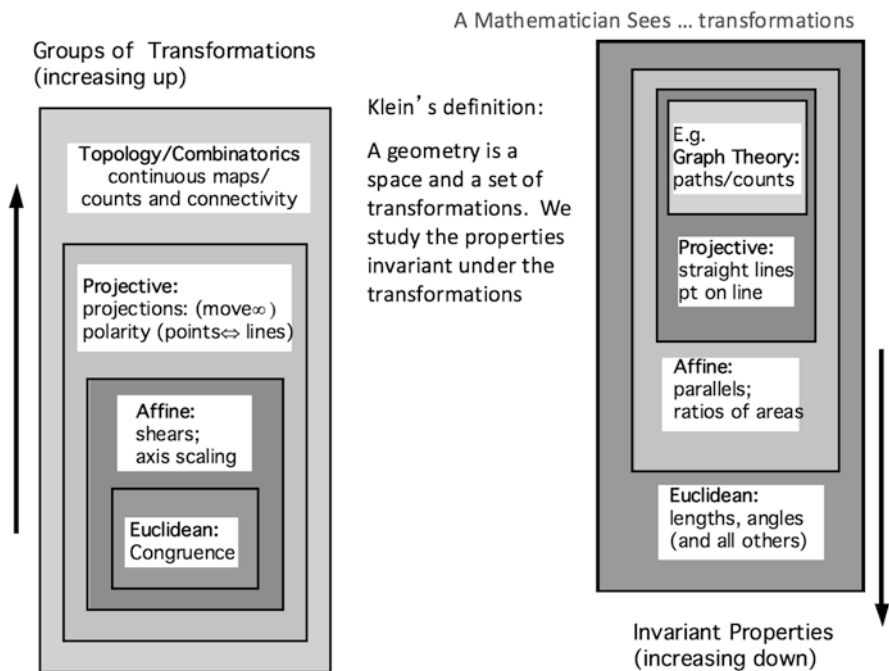 A Mathematician Sees ... transformations
Groups of Transformations
(increasing up)
Topology/Combinatorics
continuous maps/
counts and connectivity
Projective:
projections: (move∞)
polarity (points⇔ lines)
Affine:
shears;
axis scaling
Euclidean:
Congruence
Klein's definition:
A geometry is a
space and a set of
transformations. We
study the properties
invariant under the
transformations
E.g.
Graph Theory:
paths/counts
Projective:
straight lines
pt on line
Affine:
parallels;
ratios of areas
Euclidean:
lengths, angles
(and all others)
Invariant Properties
(increasing down)